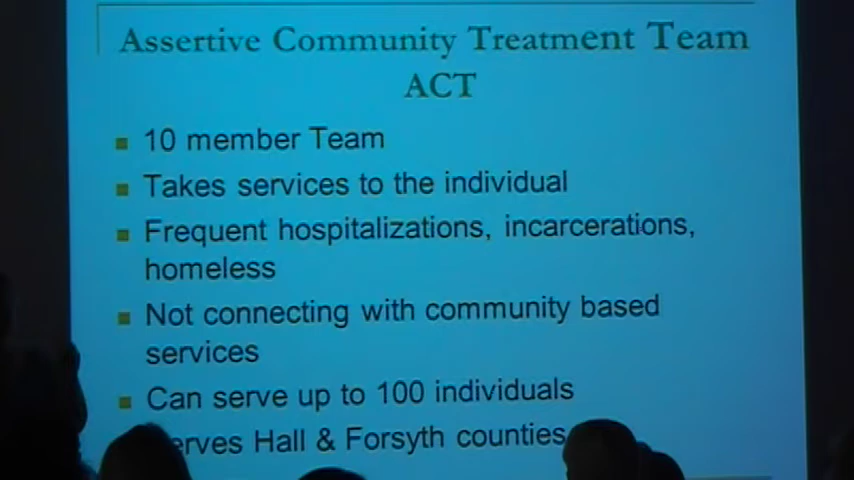 Assertive Community Treatment Team
ACT
10 member Team
Takes services to the individual
Frequent hospitalizations, incarcerations,
homeless
Not connecting with community based
services
Can serve up to 100 individuals
erves Hall & Forsyth counties